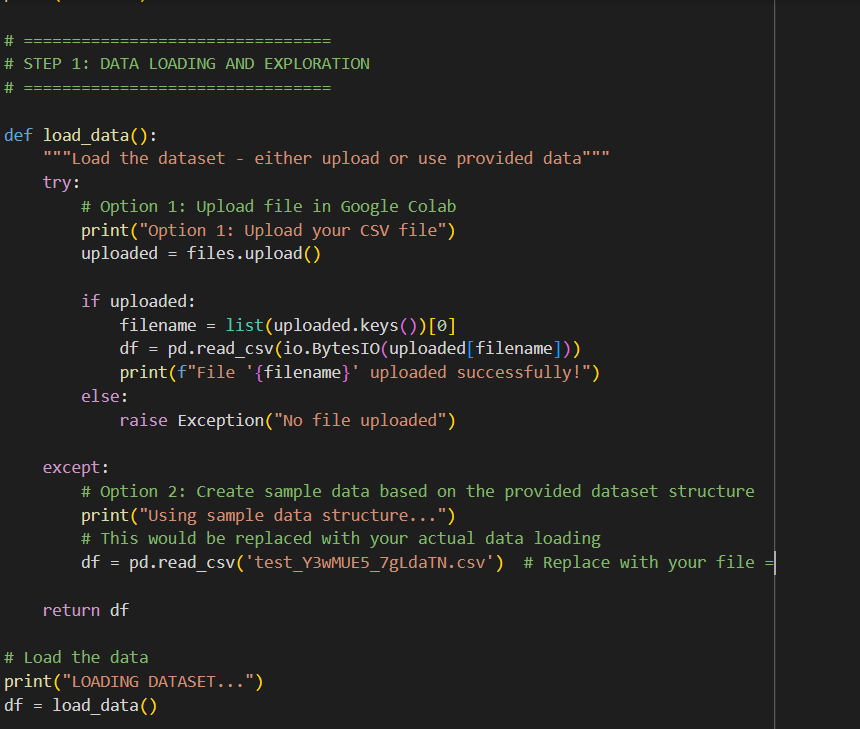 # ================================
# STEP 1: DATA LOADING AND EXPLORATION
# ================================
def load_data():
"""Load the dataset - either upload or use provided data"""
try:
# Option 1: Upload file in Google Colab
print("Option 1: Upload your CSV file")
uploaded = files.upload()
if uploaded:
filename = list(uploaded.keys())[0]
df = pd.read_csv(io.BytesIO(uploaded[filename]))
print(f"File '{filename}' uploaded successfully!")
else:
raise Exception("No file uploaded")
except:
# Option 2: Create sample data based on the provided dataset structure
print("Using sample data structure...")
# This would be replaced with your actual data loading
df = pd.read_csv('test_Y3wMUE5_7gLdaTN.csv')  # Replace with your file =
return df
# Load the data
print("LOADING DATASET...")
df = load_data()